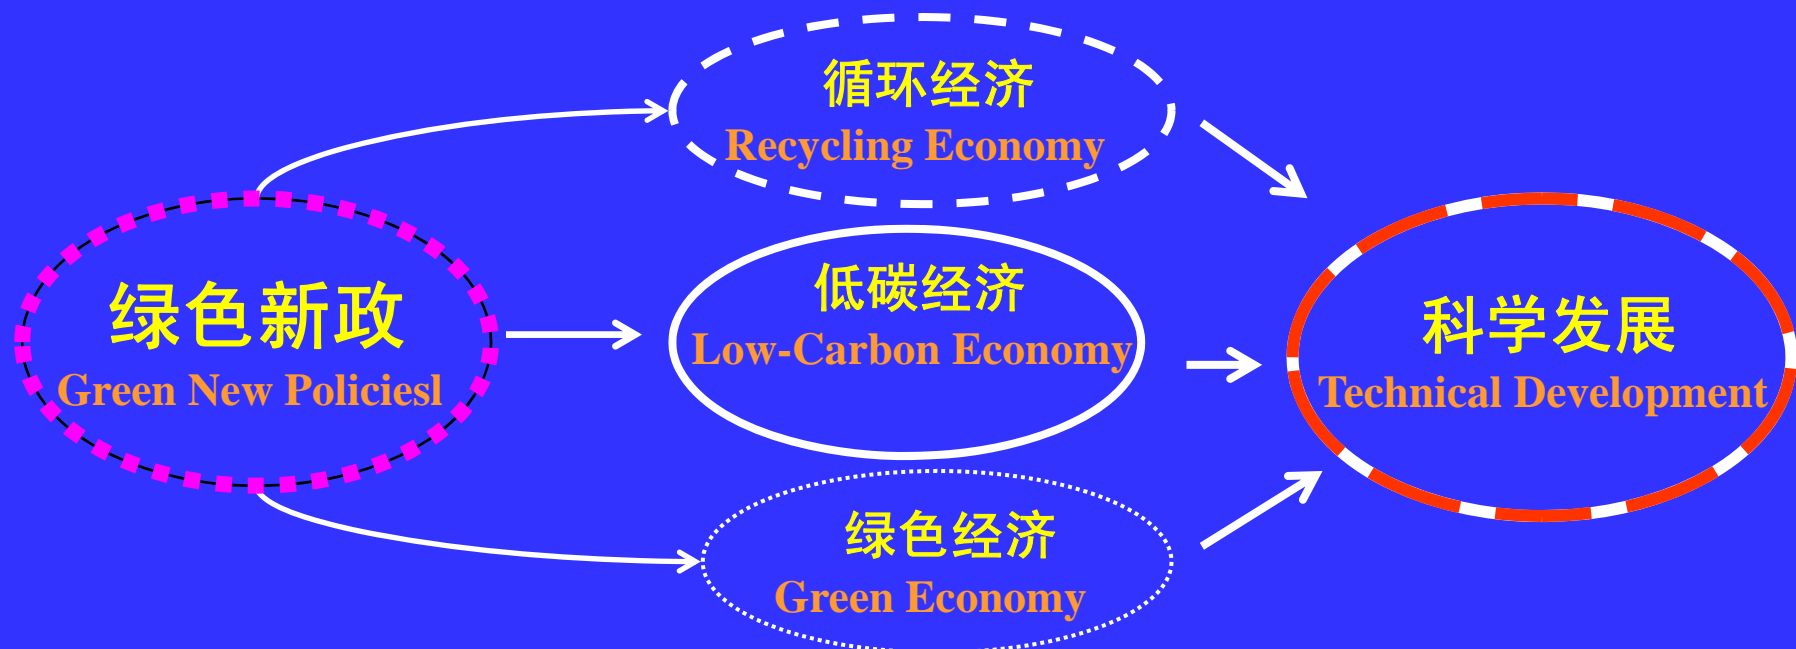 循环经济
Recycling Economy
绿色新政
Green New Policiesl
低碳经济
Low-Carbon Economy
科学发展
Technical Development
绿色经济
Green Economy